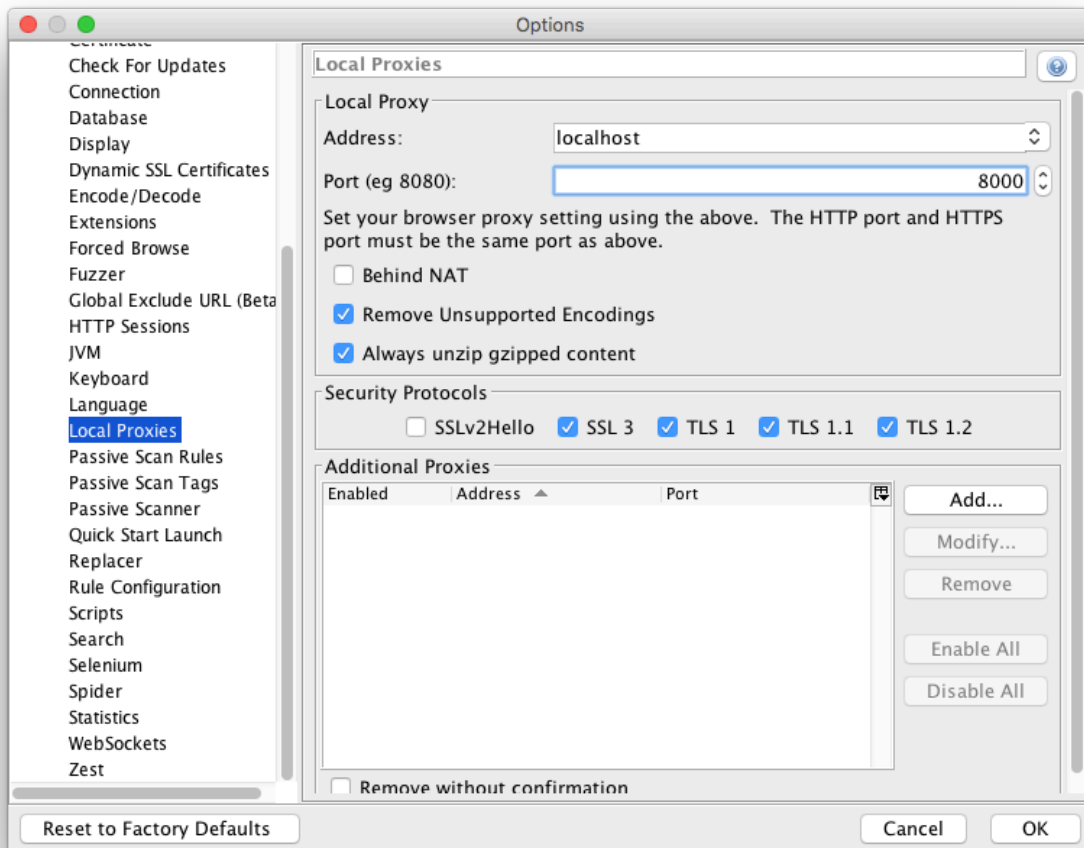 Options
Certificate
Check For Updates
Connection
Database
Display
Dynamic SSL Certificates
Encode/Decode
Extensions
Forced Browse
Fuzzer
Global Exclude URL (Beta
HTTP Sessions
JVM
Keyboard
Language
Local Proxies
Passive Scan Rules
Passive Scan Tags
Passive Scanner
Quick Start Launch
Replacer
Rule Configuration
Scripts
Search
Selenium
Spider
Statistics
WebSockets
Zest
Local Proxies
Local Proxy
Address: localhost
Port (eg 8080): 8000
Set your browser proxy setting using the above.  The HTTP port and HTTPS
port must be the same port as above.
Behind NAT
Remove Unsupported Encodings
Always unzip gzipped content
Security Protocols
SSLv2Hello SSL 3 TLS 1 TLS 1.1 TLS 1.2
Additional Proxies
Enabled Address Port
Add...
Modify...
Remove
Enable All
Disable All
Remove without confirmation
Reset to Factory Defaults Cancel OK